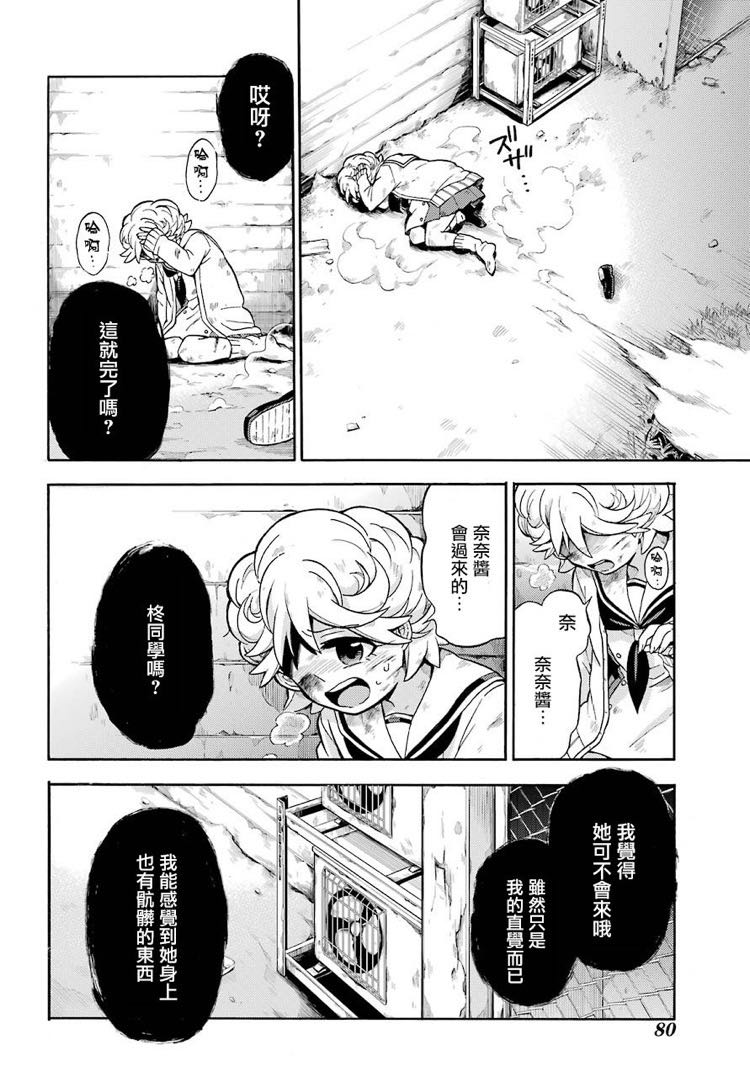 ズザ…
哎呀？
哈啊…
哈啊…
這就完了嗎？
哈啊…
奈
奈奈醬…
奈奈醬
會過來的…
柊同學嗎？
我覺得
她可不會來哦
雖然只是
我的直覺而已
我能感覺到她身上
也有骯髒的東西
80